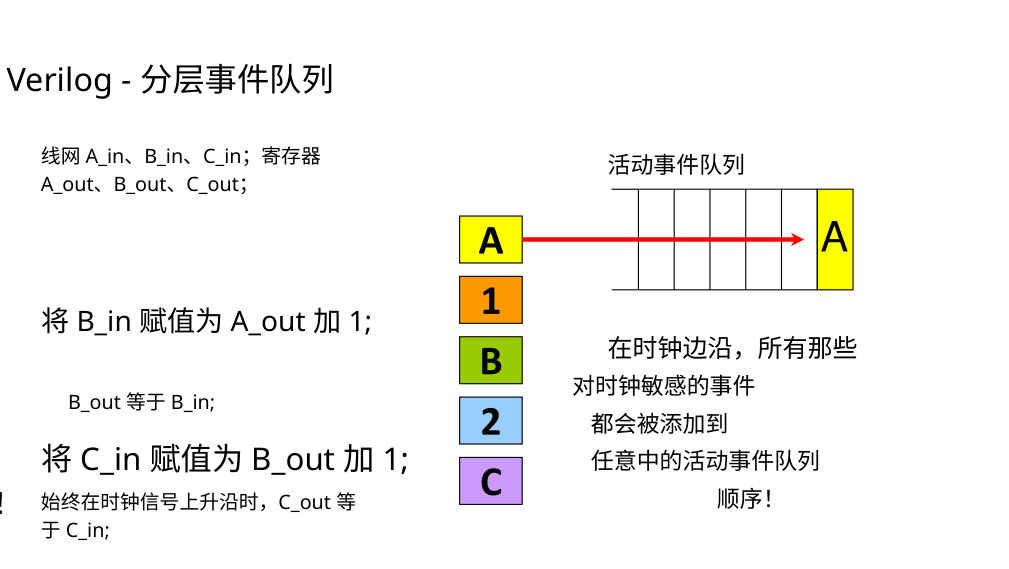 Verilog - 分层事件队列
线网 A_in、B_in、C_in；寄存器
A_out、B_out、C_out；
活动事件队列
A
A
1
将 B_in 赋值为 A_out 加 1;
B
在时钟边沿，所有那些
对时钟敏感的事件
都会被添加到
任意中的活动事件队列
顺序！
B_out 等于 B_in;
2
将 C_in 赋值为 B_out 加 1;
C
！
始终在时钟信号上升沿时，C_out 等
于 C_in;